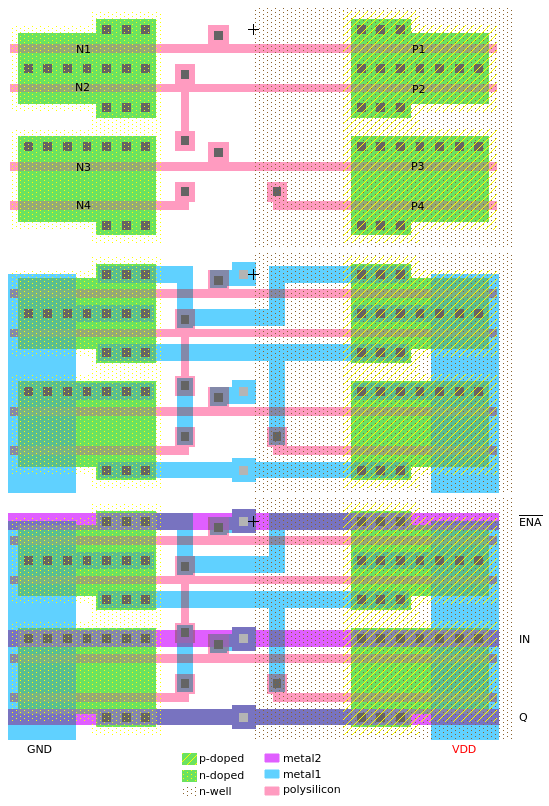 N1 P1
N2 P2
N3 P3
N4 P4
ENA
IN
Q
GND VDD
p-doped metal2
n-doped metal1
n-well polysilicon